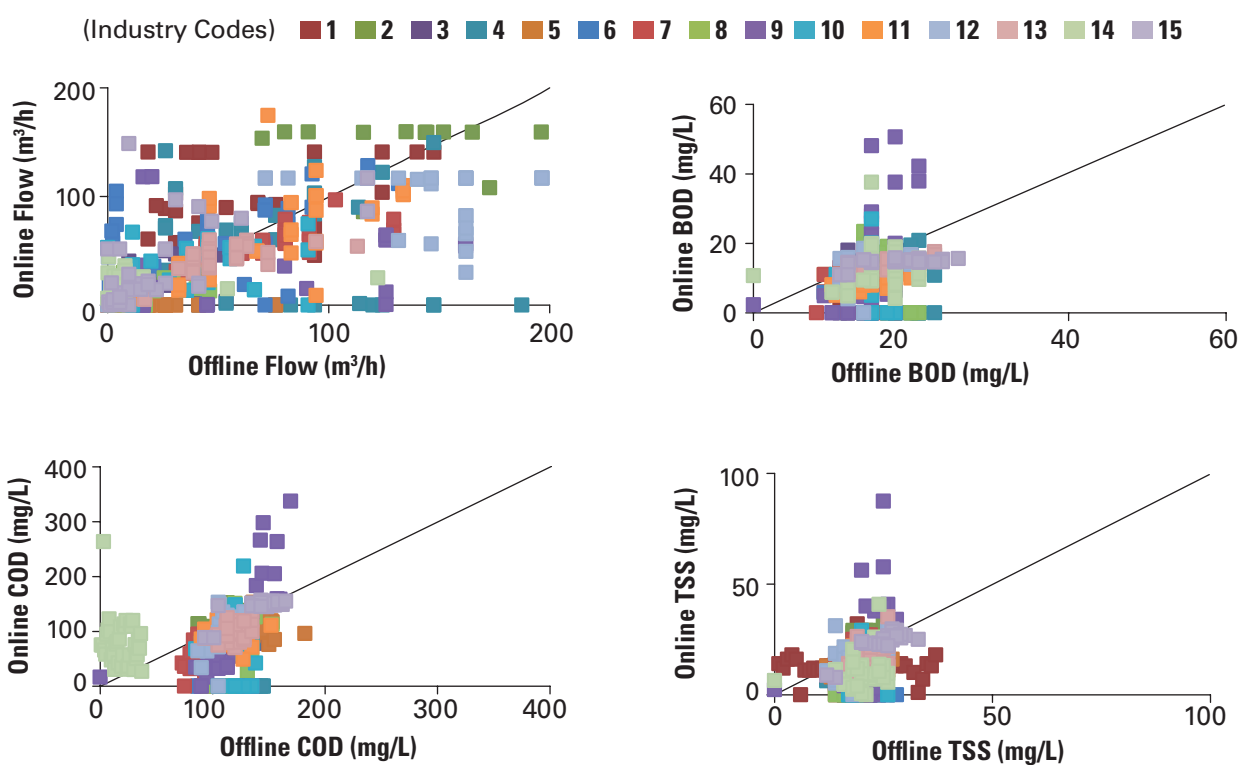 (Industry Codes) 1 2 3 4 5 6 7 8 9 10 11 12 13 14 15
Online Flow (m³/h)
200
100
0
0 100 200
Offline Flow (m³/h)
Online BOD (mg/L)
60
40
20
0
0 20 40 60
Offline BOD (mg/L)
Online COD (mg/L)
400
300
200
100
0
0 100 200 300 400
Offline COD (mg/L)
Online TSS (mg/L)
100
50
0
0 50 100
Offline TSS (mg/L)